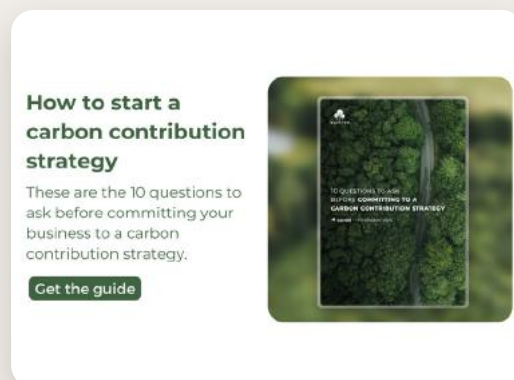 How to start a
carbon contribution
strategy
These are the 10 questions to
ask before committing your
business to a carbon
contribution strategy.
Get the guide
10 QUESTIONS TO ASK
BEFORE COMMITTING TO A
CARBON CONTRIBUTION STRATEGY